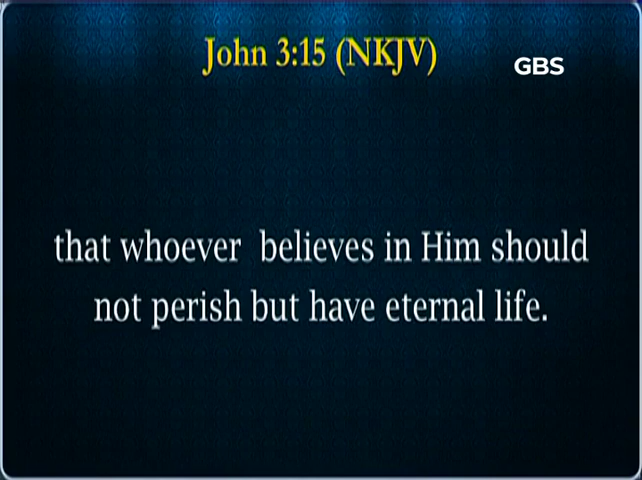 John 3:15 (NKJV)
GBS
that whoever  believes in Him should
not perish but have eternal life.